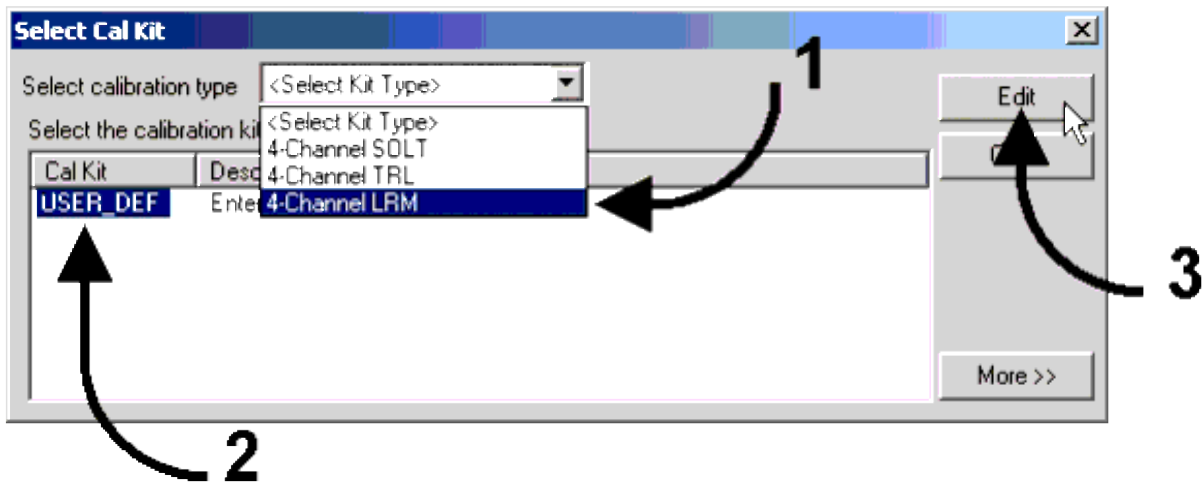 Select Cal Kit
1
Select calibration type <Select Kit Type>
Edit
Select the calibration kit
<Select Kit Type>
4-Channel SOLT
4-Channel TRL
4-Channel LRM
Cal Kit
USER_DEF
3
More >>
2